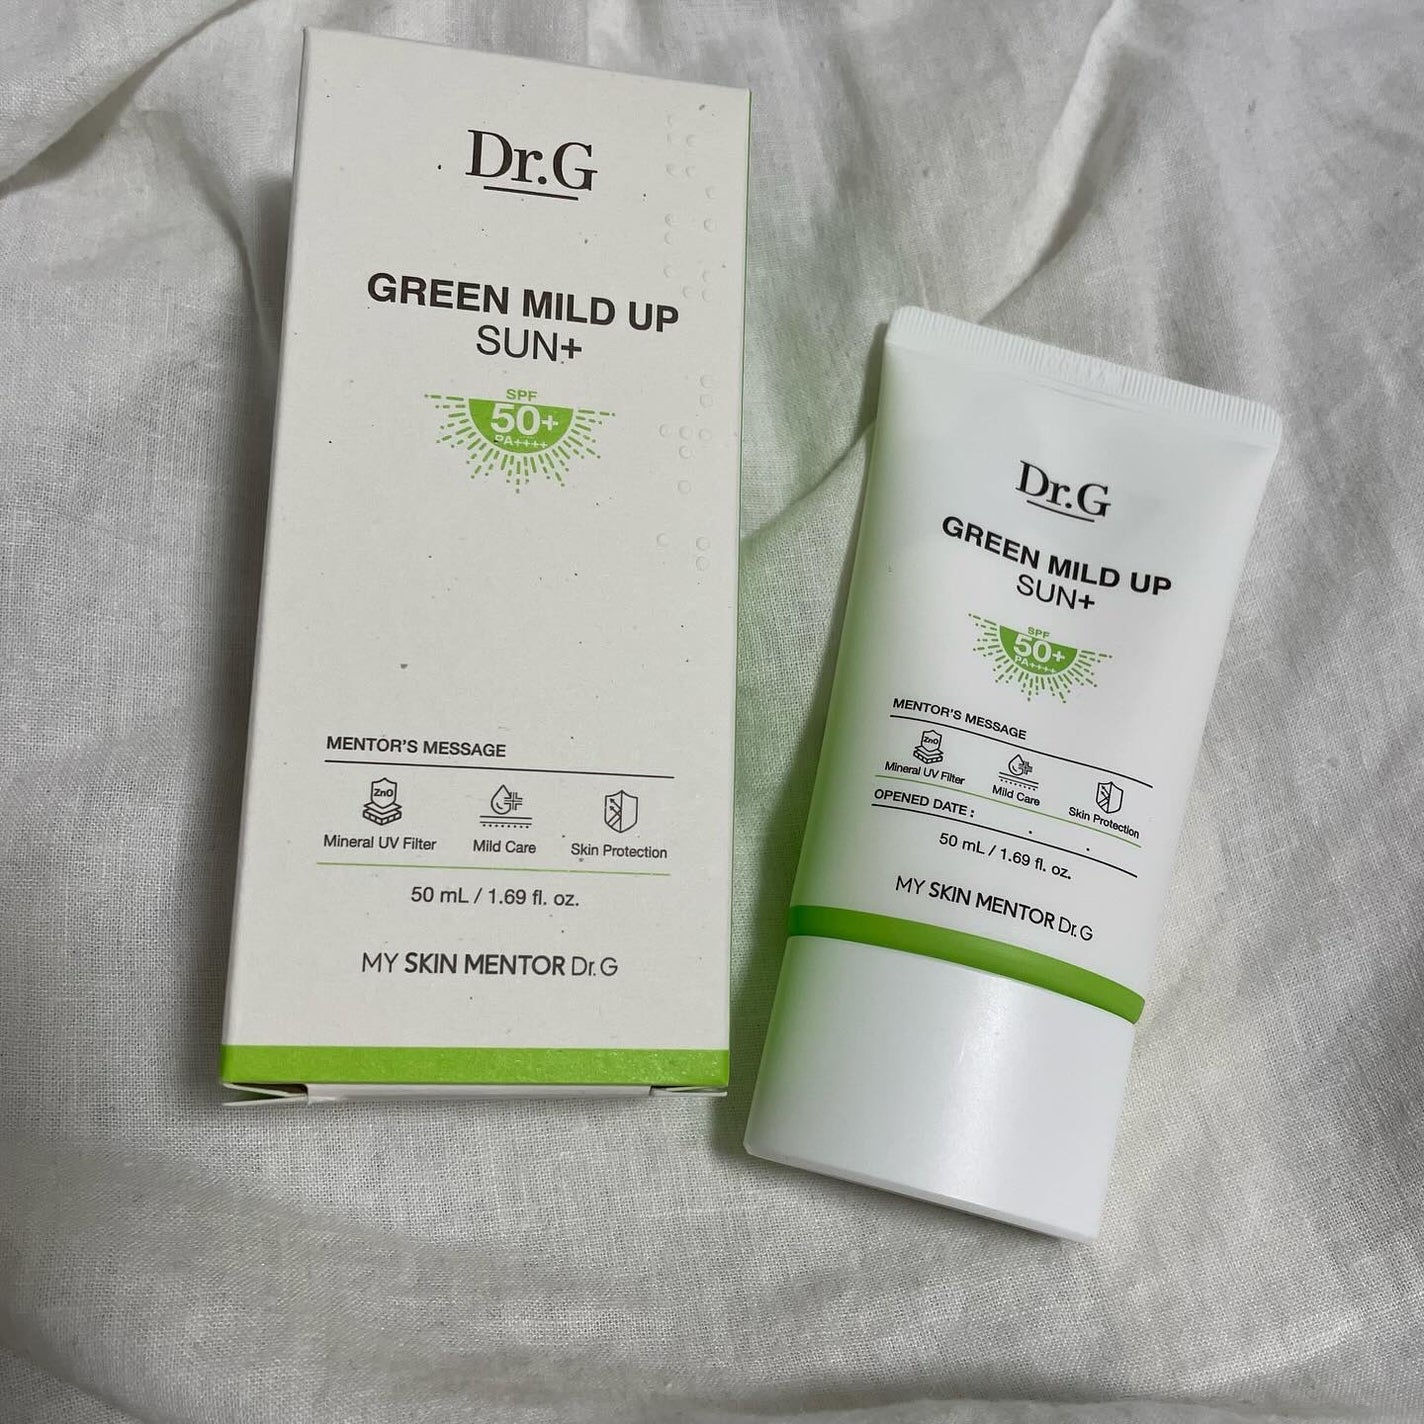 Dr.G
GREEN MILD UP
SUN+
SPF
50+
PA++++
MENTOR'S MESSAGE
ZnO
Mineral UV Filter
Mild Care
Skin Protection
50 mL / 1.69 fl. oz.
MY SKIN MENTOR Dr.G
Dr.G
GREEN MILD UP
SUN+
SPF
50+
PA++++
MENTOR'S MESSAGE
ZnO
Mineral UV Filter
Mild Care
Skin Protection
OPENED DATE : . .
50 mL / 1.69 fl. oz.
MY SKIN MENTOR Dr.G